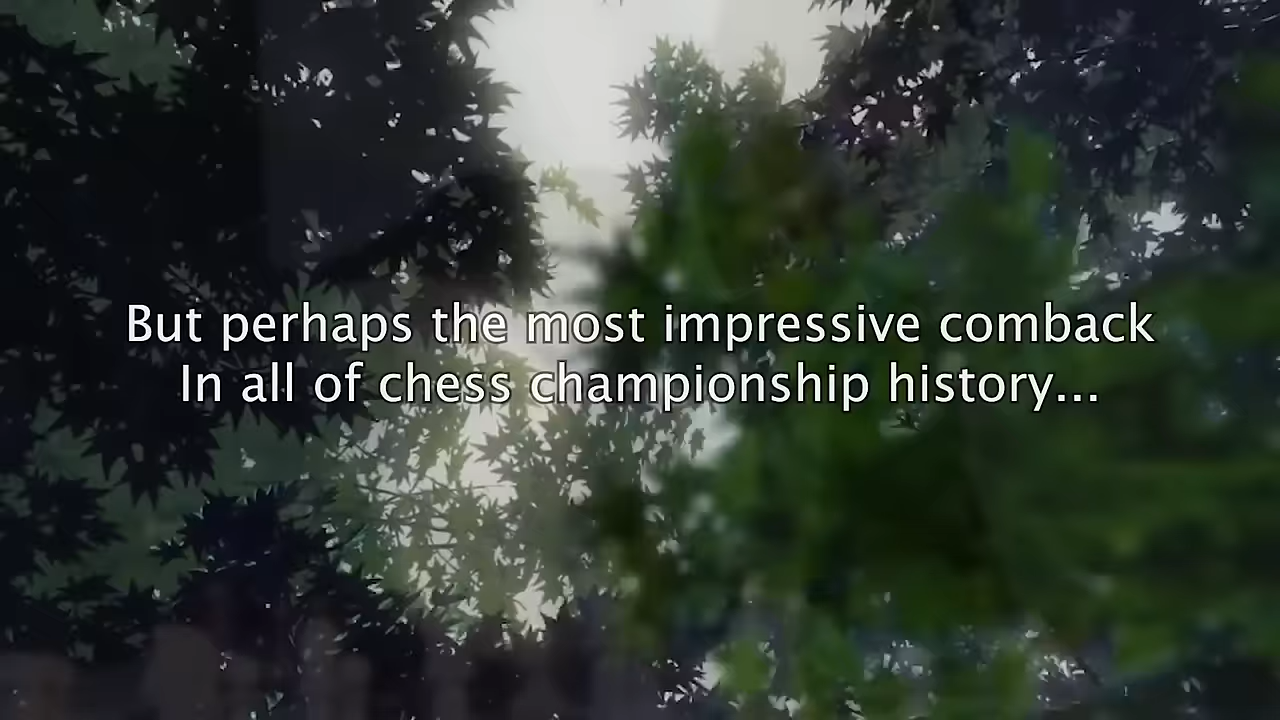 But perhaps the most impressive comback
In all of chess championship history...